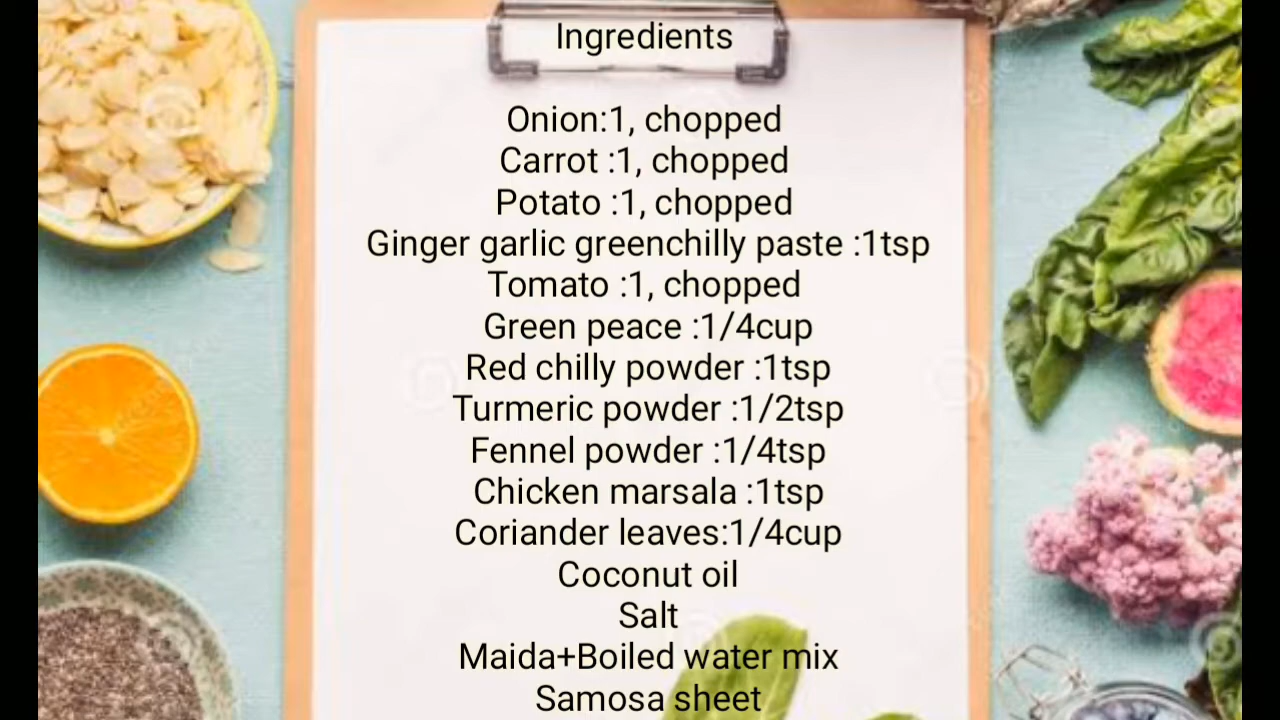 Ingredients
Onion:1, chopped
Carrot :1, chopped
Potato :1, chopped
Ginger garlic greenchilly paste :1tsp
Tomato :1, chopped
Green peace :1/4cup
Red chilly powder :1tsp
Turmeric powder :1/2tsp
Fennel powder :1/4tsp
Chicken marsala :1tsp
Coriander leaves:1/4cup
Coconut oil
Salt
Maida+Boiled water mix
Samosa sheet